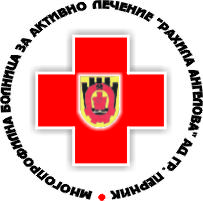 МНОГОПРОФИЛНА БОЛНИЦА ЗА АКТИВНО ЛЕЧЕНИЕ "РАХИЛА АНГЕЛОВА" АД ГР. ПЕРНИК